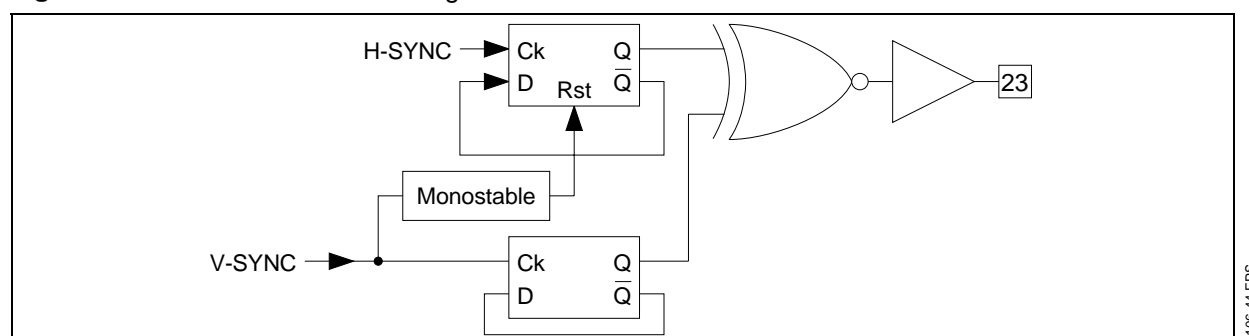 H-SYNC
Ck
Q
D
Q̅
Rst
23
Monostable
V-SYNC
Ck
Q
D
Q̅